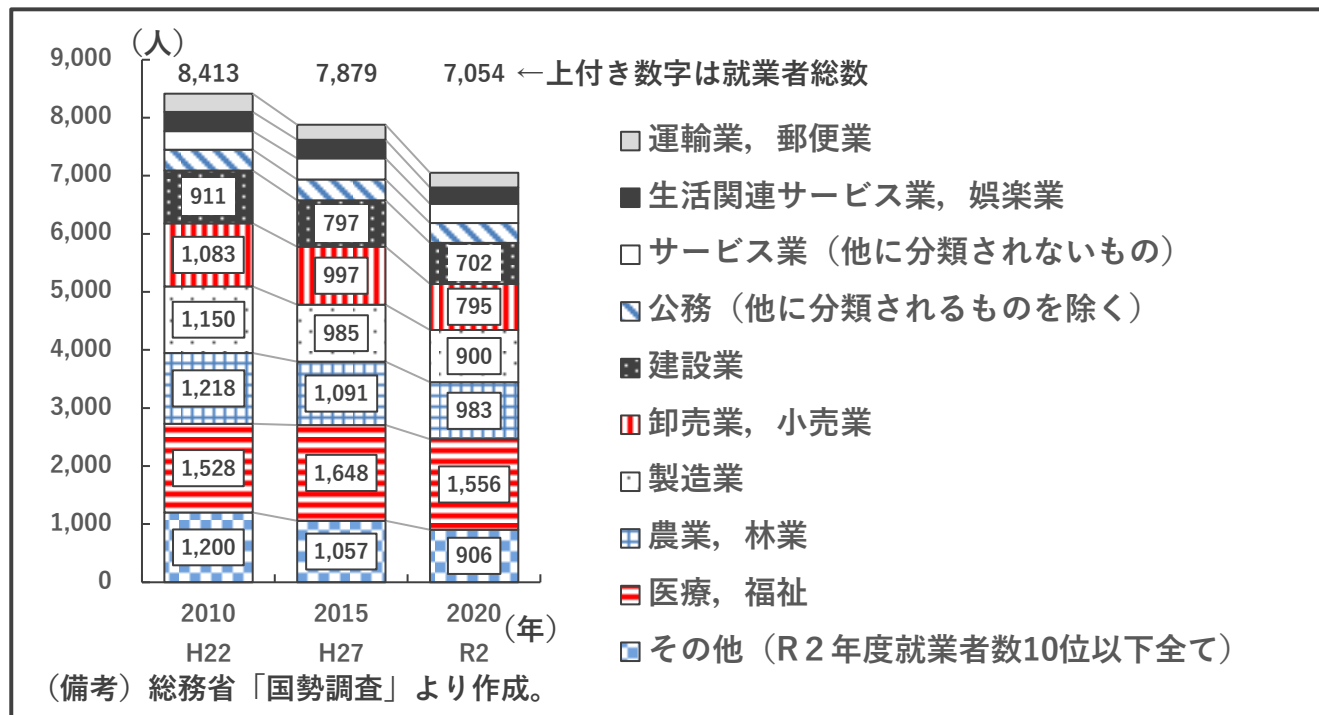 （人）
9,000
8,000
7,000
6,000
5,000
4,000
3,000
2,000
1,000
0
8,413 7,879 7,054 ←上付き数字は就業者総数
911 797 702
1,083 997 795
1,150 985 900
1,218 1,091 983
1,528 1,648 1,556
1,200 1,057 906
2010 2015 2020
H22 H27 R2
（年）
運輸業，郵便業
生活関連サービス業，娯楽業
サービス業（他に分類されないもの）
公務（他に分類されるものを除く）
建設業
卸売業，小売業
製造業
農業，林業
医療，福祉
その他（R２年度就業者数10位以下全て）
（備考）総務省「国勢調査」より作成。